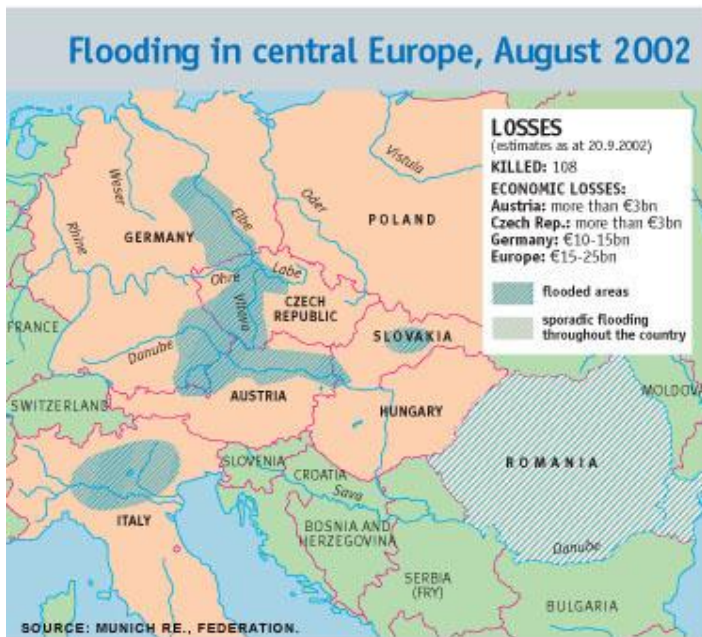 Flooding in central Europe, August 2002
LOSSES
(estimates as at 20.9.2002)
KILLED: 108
ECONOMIC LOSSES:
Austria: more than €3bn
Czech Rep.: more than €3bn
Germany: €10-15bn
Europe: €15-25bn
flooded areas
sporadic flooding
throughout the country
Vistula
Weser
Oder
Elbe
Rhine
POLAND
GERMANY
Labe
Ohre
CZECH
REPUBLIC
Vltava
FRANCE
SLOVAKIA
Danube
MOLDOVA
AUSTRIA
SWITZERLAND
HUNGARY
ROMANIA
SLOVENIA
CROATIA
Sava
ITALY
BOSNIA AND
HERZEGOVINA
Danube
SERBIA
(FRY)
BULGARIA
SOURCE: MUNICH RE., FEDERATION.